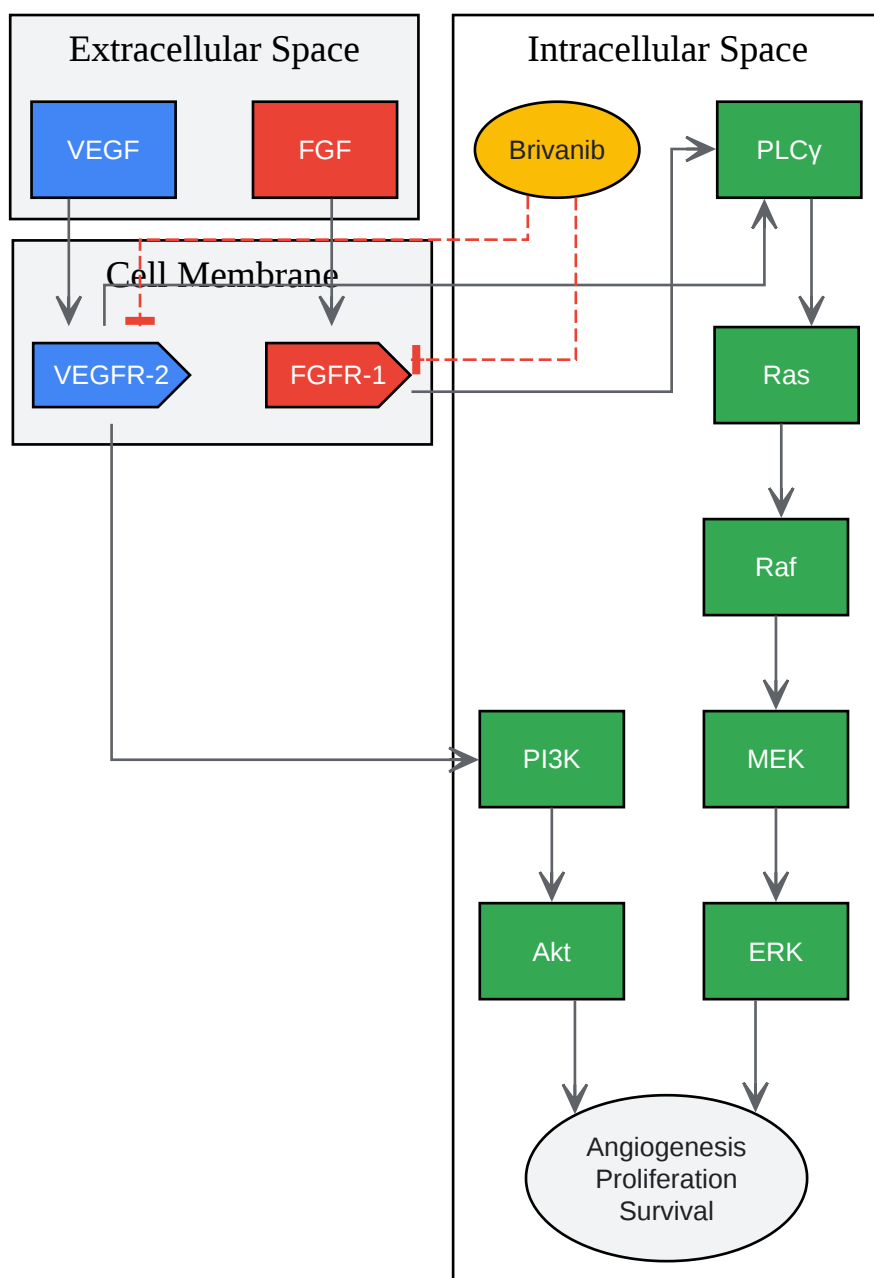 Extracellular Space
VEGF
FGF
Cell Membrane
VEGFR-2
FGFR-1
Intracellular Space
Brivanib
PLCγ
Ras
Raf
PI3K
MEK
Akt
ERK
Angiogenesis
Proliferation
Survival